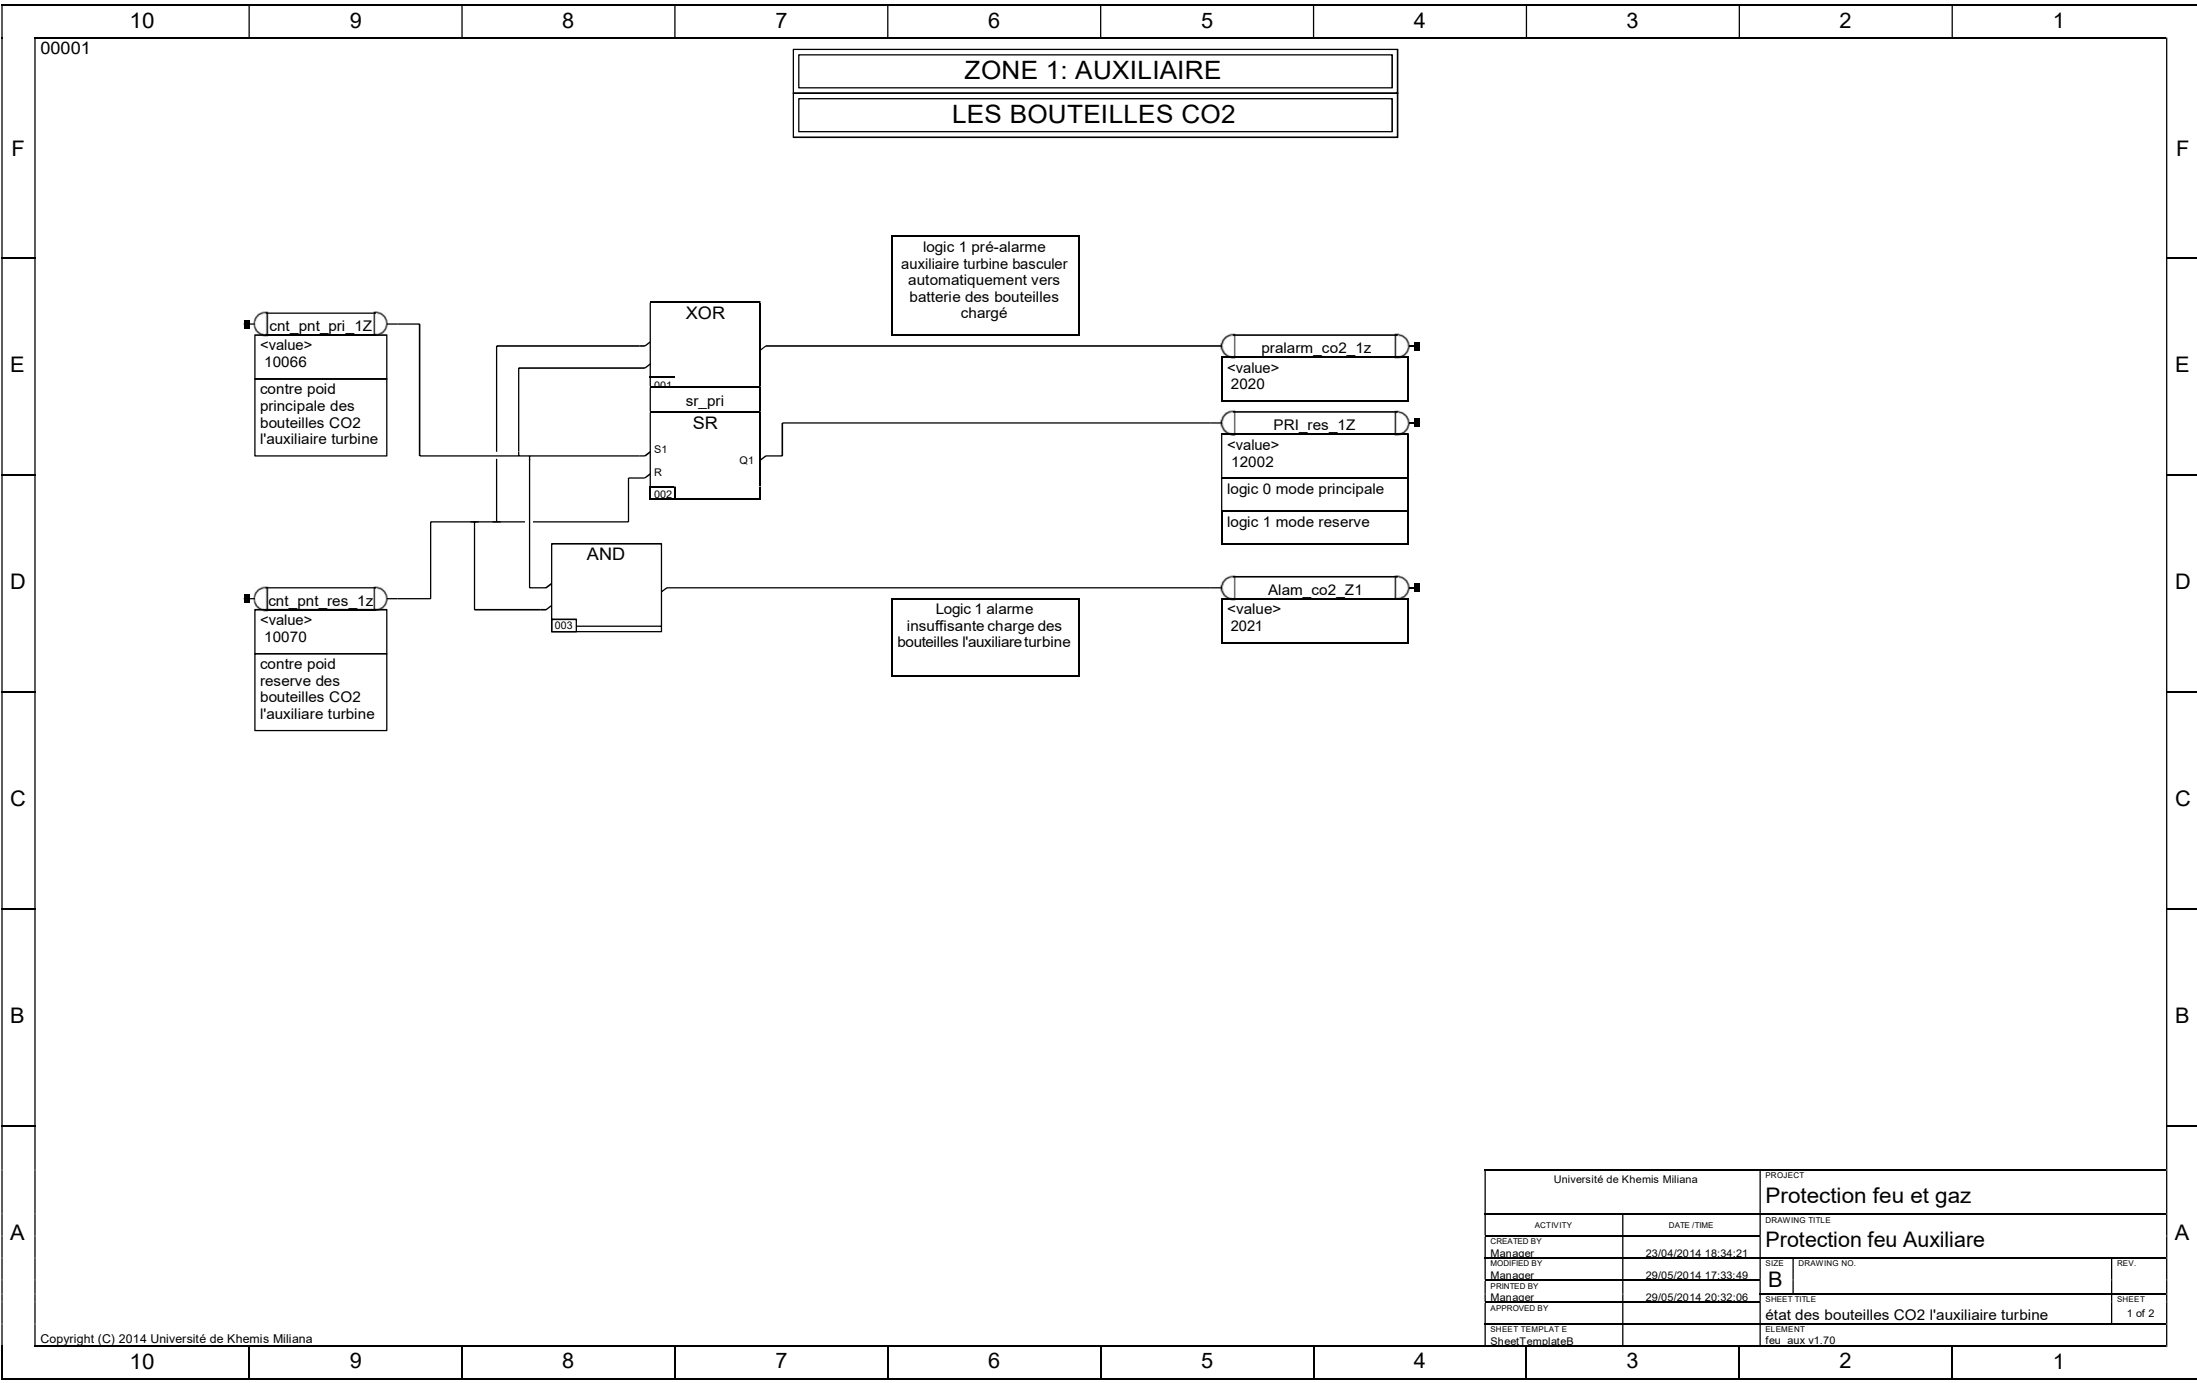 10 9 8 7 6 5 4 3 2 1
00001
ZONE 1: AUXILIAIRE
LES BOUTEILLES CO2
F
F
logic 1 pré-alarme
auxiliaire turbine basculer
automatiquement vers
batterie des bouteilles
chargé
E
E
cnt_pnt_pri_1Z
<value>
10066
contre poid
principale des
bouteilles CO2
l'auxiliaire turbine
XOR
001
sr_pri
SR
S1
R
Q1
002
pralarm_co2_1z
<value>
2020
PRI_res_1Z
<value>
12002
logic 0 mode principale
logic 1 mode reserve
D
D
AND
003
cnt_pnt_res_1z
<value>
10070
contre poid
reserve des
bouteilles CO2
l'auxiliare turbine
Logic 1 alarme
insuffisante charge des
bouteilles l'auxiliare turbine
Alam_co2_Z1
<value>
2021
C
C
B
B
A
A
Université de Khemis Miliana
PROJECT
Protection feu et gaz
ACTIVITY
DATE /TIME
DRAWING TITLE
Protection feu Auxiliare
CREATED BY
Manager 23/04/2014 18:34:21
MODIFIED BY
Manager 29/05/2014 17:33:49
PRINTED BY
Manager 29/05/2014 20:32:06
APPROVED BY
SIZE
B
DRAWING NO.
REV.
SHEET TITLE
état des bouteilles CO2 l'auxiliaire turbine
SHEET
1 of 2
SHEET TEMPLAT E
SheetTemplateB
ELEMENT
feu_aux v1.70
Copyright (C) 2014 Université de Khemis Miliana
10 9 8 7 6 5 4 3 2 1